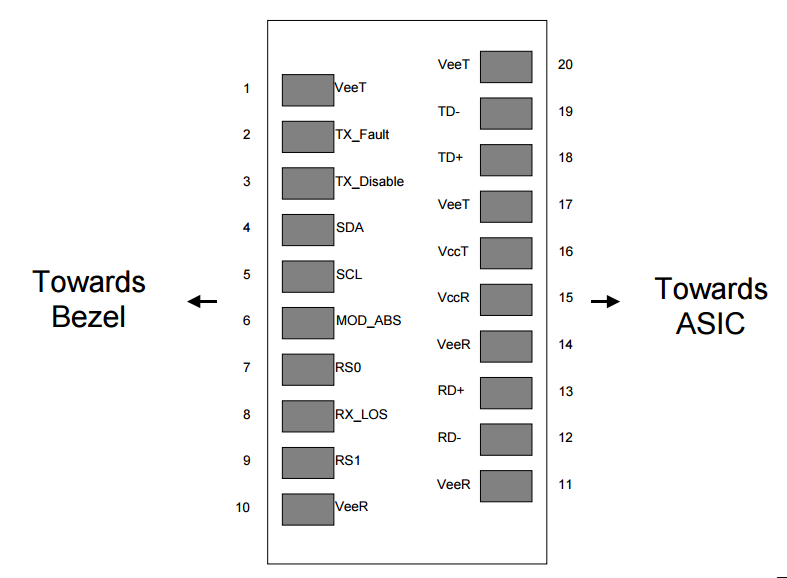 VeeT 20
1 VeeT
TD- 19
2 TX_Fault
TD+ 18
3 TX_Disable
VeeT 17
4 SDA
VccT 16
5 SCL
Towards
Bezel
VccR 15
Towards
ASIC
6 MOD_ABS
VeeR 14
7 RS0
RD+ 13
8 RX_LOS
RD- 12
9 RS1
VeeR 11
10 VeeR